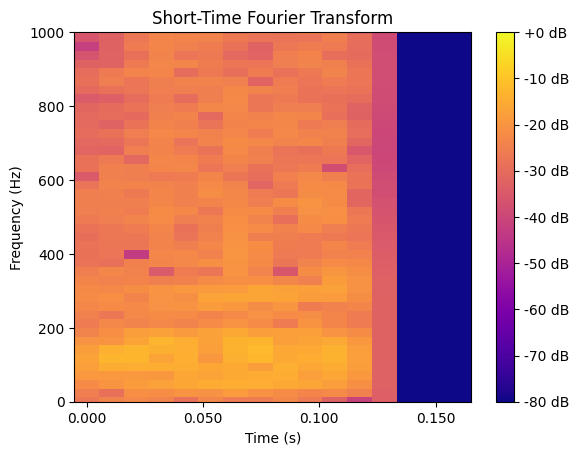 Short-Time Fourier Transform
1000
800
600
400
200
0
Frequency (Hz)
0.000
0.050
0.100
0.150
Time (s)
+0 dB
-10 dB
-20 dB
-30 dB
-40 dB
-50 dB
-60 dB
-70 dB
-80 dB